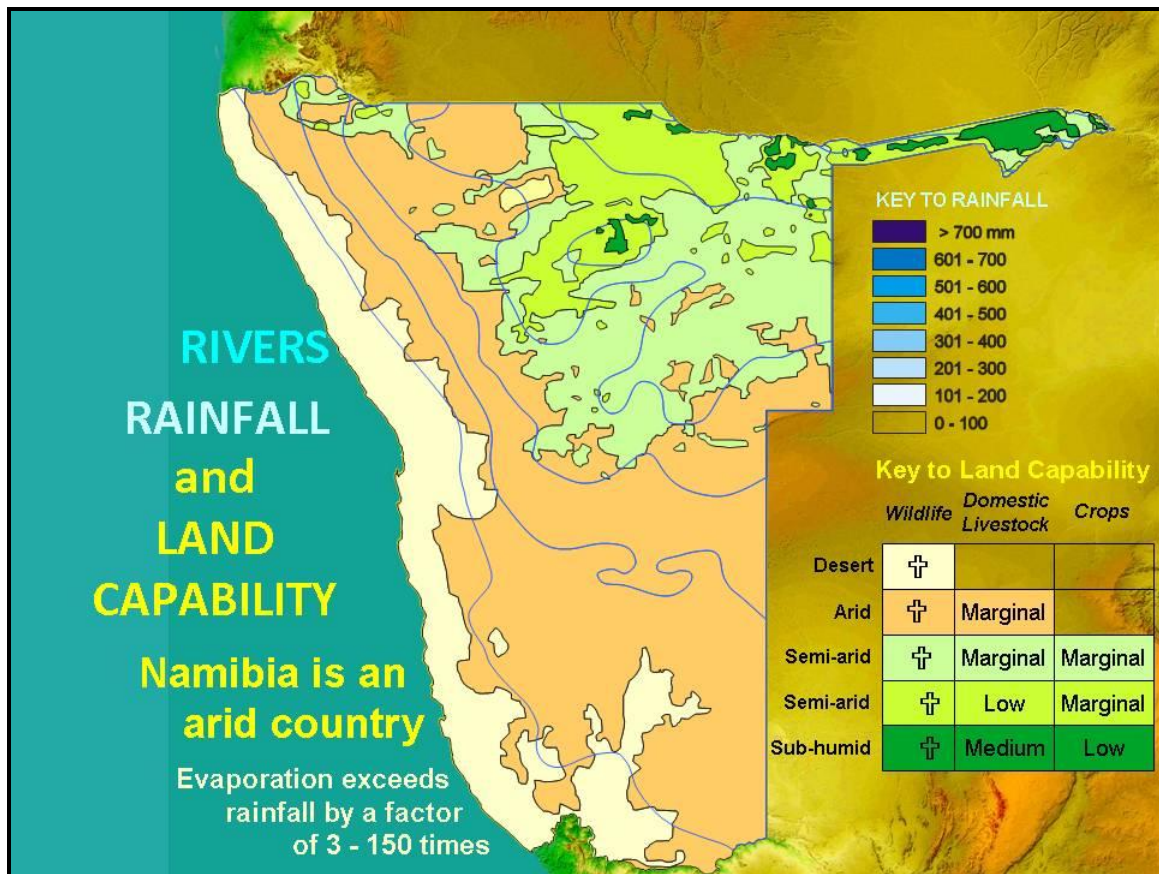 RIVERS
RAINFALL
and
LAND
CAPABILITY
Namibia is an
arid country
Evaporation exceeds
rainfall by a factor
of 3 - 150 times
KEY TO RAINFALL
> 700 mm
601 - 700
501 - 600
401 - 500
301 - 400
201 - 300
101 - 200
0 - 100
Key to Land Capability
Wildlife Domestic Livestock Crops
Desert ✞
Arid ✞ Marginal
Semi-arid ✞ Marginal Marginal
Semi-arid ✞ Low Marginal
Sub-humid ✞ Medium Low